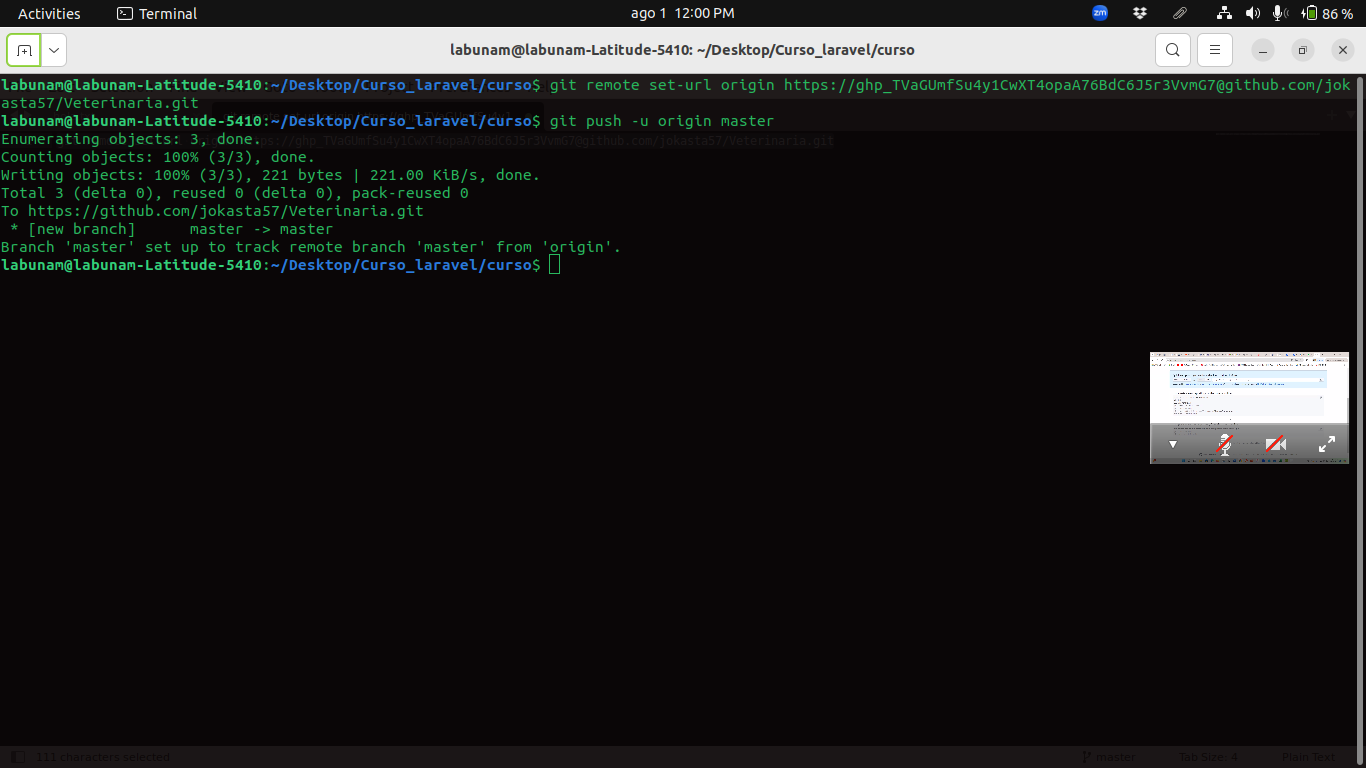 Activities Terminal ago 1 12:00 PM zm 86 %
labunam@labunam-Latitude-5410: ~/Desktop/Curso_laravel/curso
labunam@labunam-Latitude-5410:~/Desktop/Curso_laravel/curso$ git remote set-url origin https://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@github.com/jok
asta57/Veterinaria.git
labunam@labunam-Latitude-5410:~/Desktop/Curso_laravel/curso$ git push -u origin master
Enumerating objects: 3, done.
Counting objects: 100% (3/3), done.
Writing objects: 100% (3/3), 221 bytes | 221.00 KiB/s, done.
Total 3 (delta 0), reused 0 (delta 0), pack-reused 0
To https://github.com/jokasta57/Veterinaria.git
 * [new branch]      master -> master
Branch 'master' set up to track remote branch 'master' from 'origin'.
labunam@labunam-Latitude-5410:~/Desktop/Curso_laravel/curso$
111 characters selected master Tab Size: 4 Plain Text